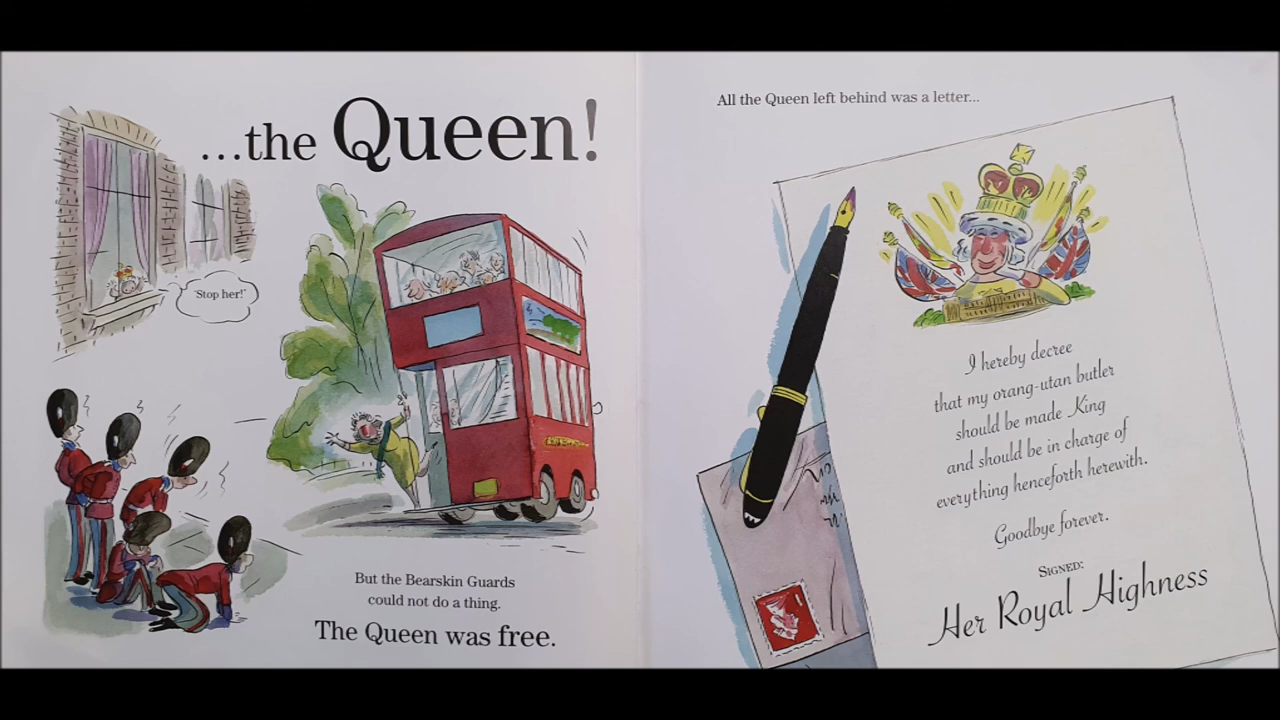 ...the Queen!
"Stop her!"
But the Bearskin Guards
could not do a thing.
The Queen was free.
All the Queen left behind was a letter...
I hereby decree
that my orang-utan butler
should be made King
and should be in charge of
everything henceforth herewith.
Goodbye forever.
SIGNED:
Her Royal Highness